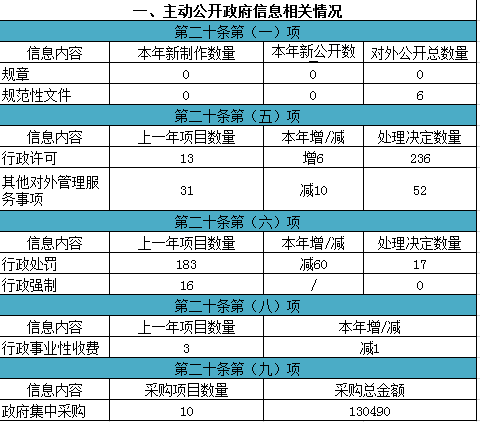 一、主动公开政府信息相关情况
第二十条第（一）项
信息内容 本年新制作数量 本年新公开数 对外公开总数量
规章 0 0 0
规范性文件 0 0 6
第二十条第（五）项
信息内容 上一年项目数量 本年增/减 处理决定数量
行政许可 13 增6 236
其他对外管理服
务事项 31 减10 52
第二十条第（六）项
信息内容 上一年项目数量 本年增/减 处理决定数量
行政处罚 183 减60 17
行政强制 16 / 0
第二十条第（八）项
信息内容 上一年项目数量 本年增/减
行政事业性收费 3 减1
第二十条第（九）项
信息内容 采购项目数量 采购总金额
政府集中采购 10 130490